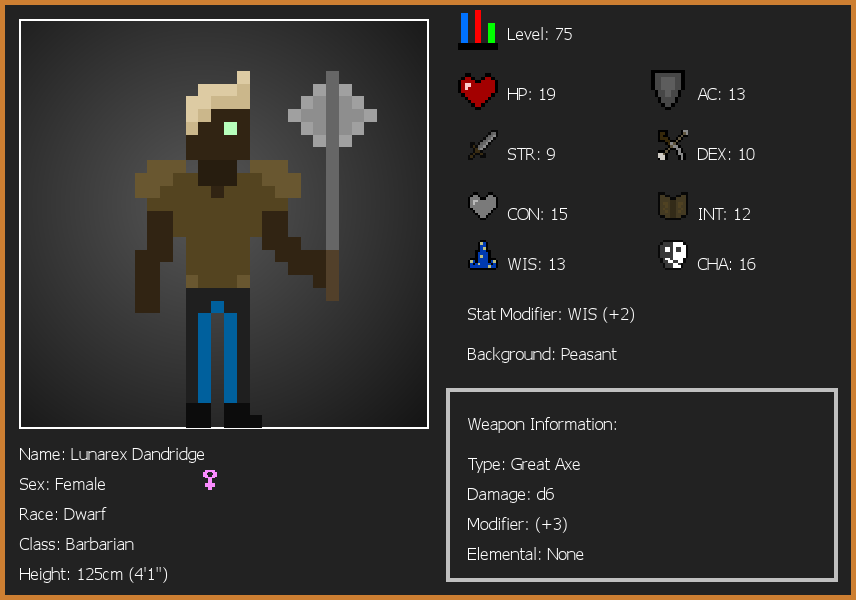 Level: 75
HP: 19
AC: 13
STR: 9
DEX: 10
CON: 15
INT: 12
WIS: 13
CHA: 16
Stat Modifier: WIS (+2)
Background: Peasant
Weapon Information:
Type: Great Axe
Damage: d6
Modifier: (+3)
Elemental: None
Name: Lunarex Dandridge
Sex: Female
Race: Dwarf
Class: Barbarian
Height: 125cm (4'1")